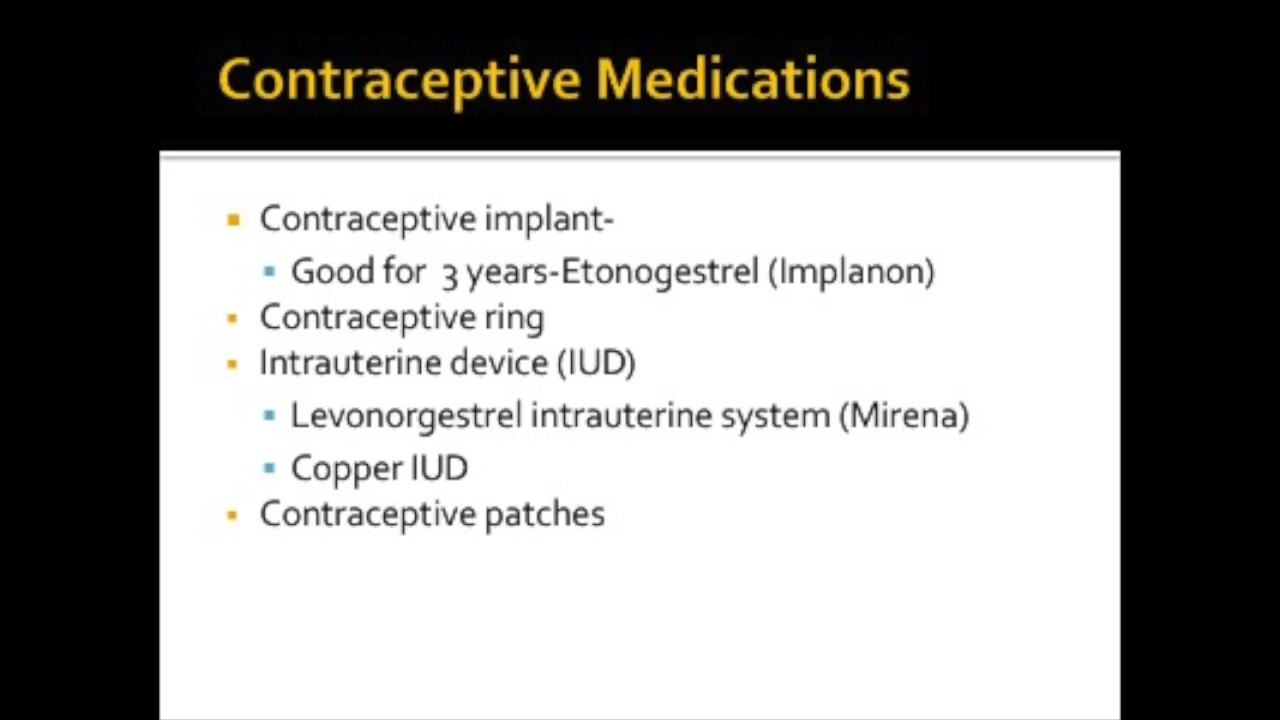 Contraceptive Medications
Contraceptive implant-
Good for 3 years-Etonogestrel (Implanon)
Contraceptive ring
Intrauterine device (IUD)
Levonorgestrel intrauterine system (Mirena)
Copper IUD
Contraceptive patches